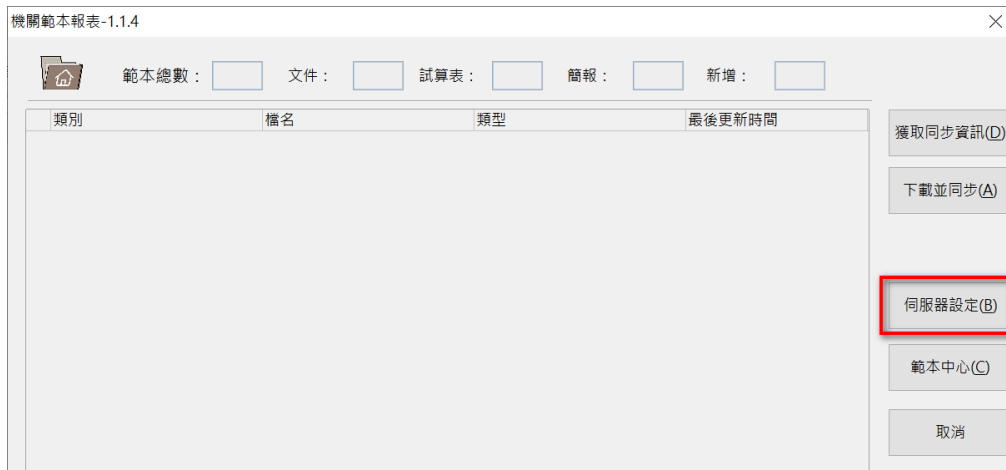 機關範本報表-1.1.4
範本總數： 文件： 試算表： 簡報： 新增：
類別 檔名 類型 最後更新時間
獲取同步資訊(D)
下載並同步(A)
伺服器設定(B)
範本中心(C)
取消